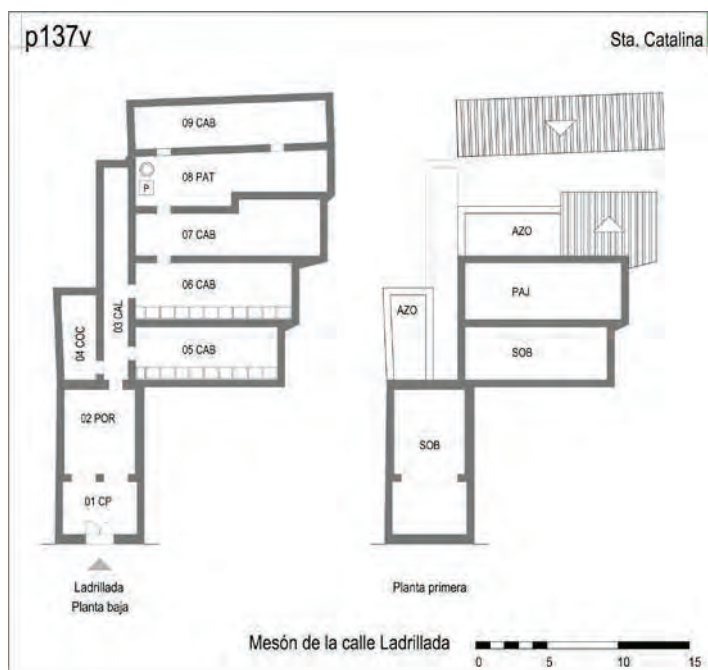 p137v
Sta. Catalina
09 CAB
08 PAT
P
07 CAB
06 CAB
05 CAB
03 CAL
04 COC
02 POR
01 CP
Ladrillada
Planta baja
AZO
PAJ
AZO
SOB
SOB
Planta primera
Mesón de la calle Ladrillada
0 5 10 15